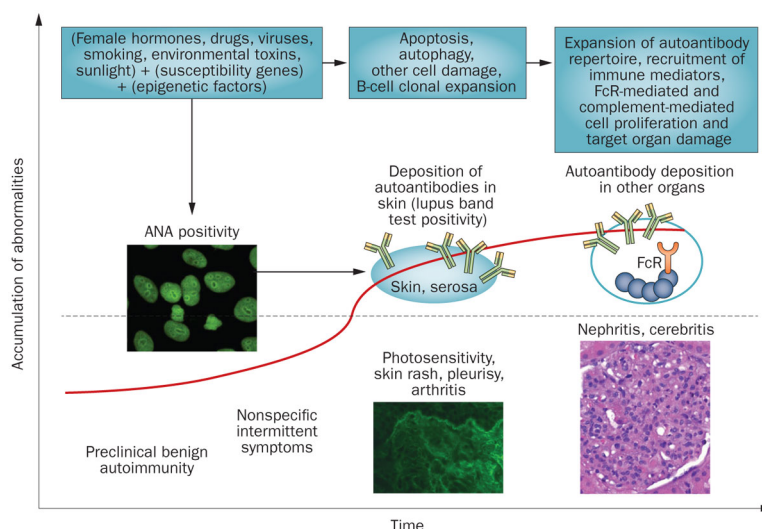 (Female hormones, drugs, viruses,
smoking, environmental toxins,
sunlight) + (susceptibility genes)
+ (epigenetic factors)
Apoptosis,
autophagy,
other cell damage,
B-cell clonal expansion
Expansion of autoantibody
repertoire, recruitment of
immune mediators,
FcR-mediated and
complement-mediated
cell proliferation and
target organ damage
ANA positivity
Deposition of
autoantibodies in
skin (lupus band
test positivity)
Autoantibody deposition
in other organs
Skin, serosa
FcR
Accumulation of abnormalities
Preclinical benign
autoimmunity
Nonspecific
intermittent
symptoms
Photosensitivity,
skin rash, pleurisy,
arthritis
Nephritis, cerebritis
Time